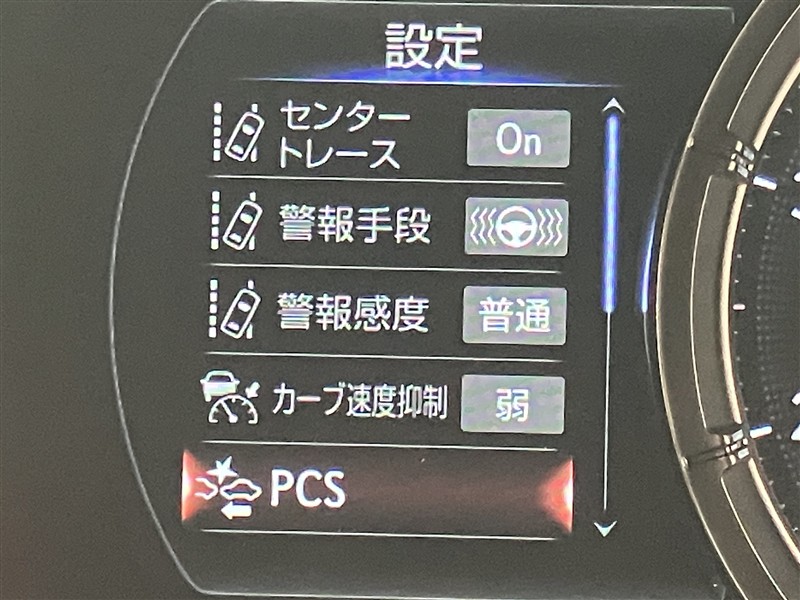 設定
センター
トレース
On
警報手段
警報感度
普通
カーブ速度抑制
弱
PCS